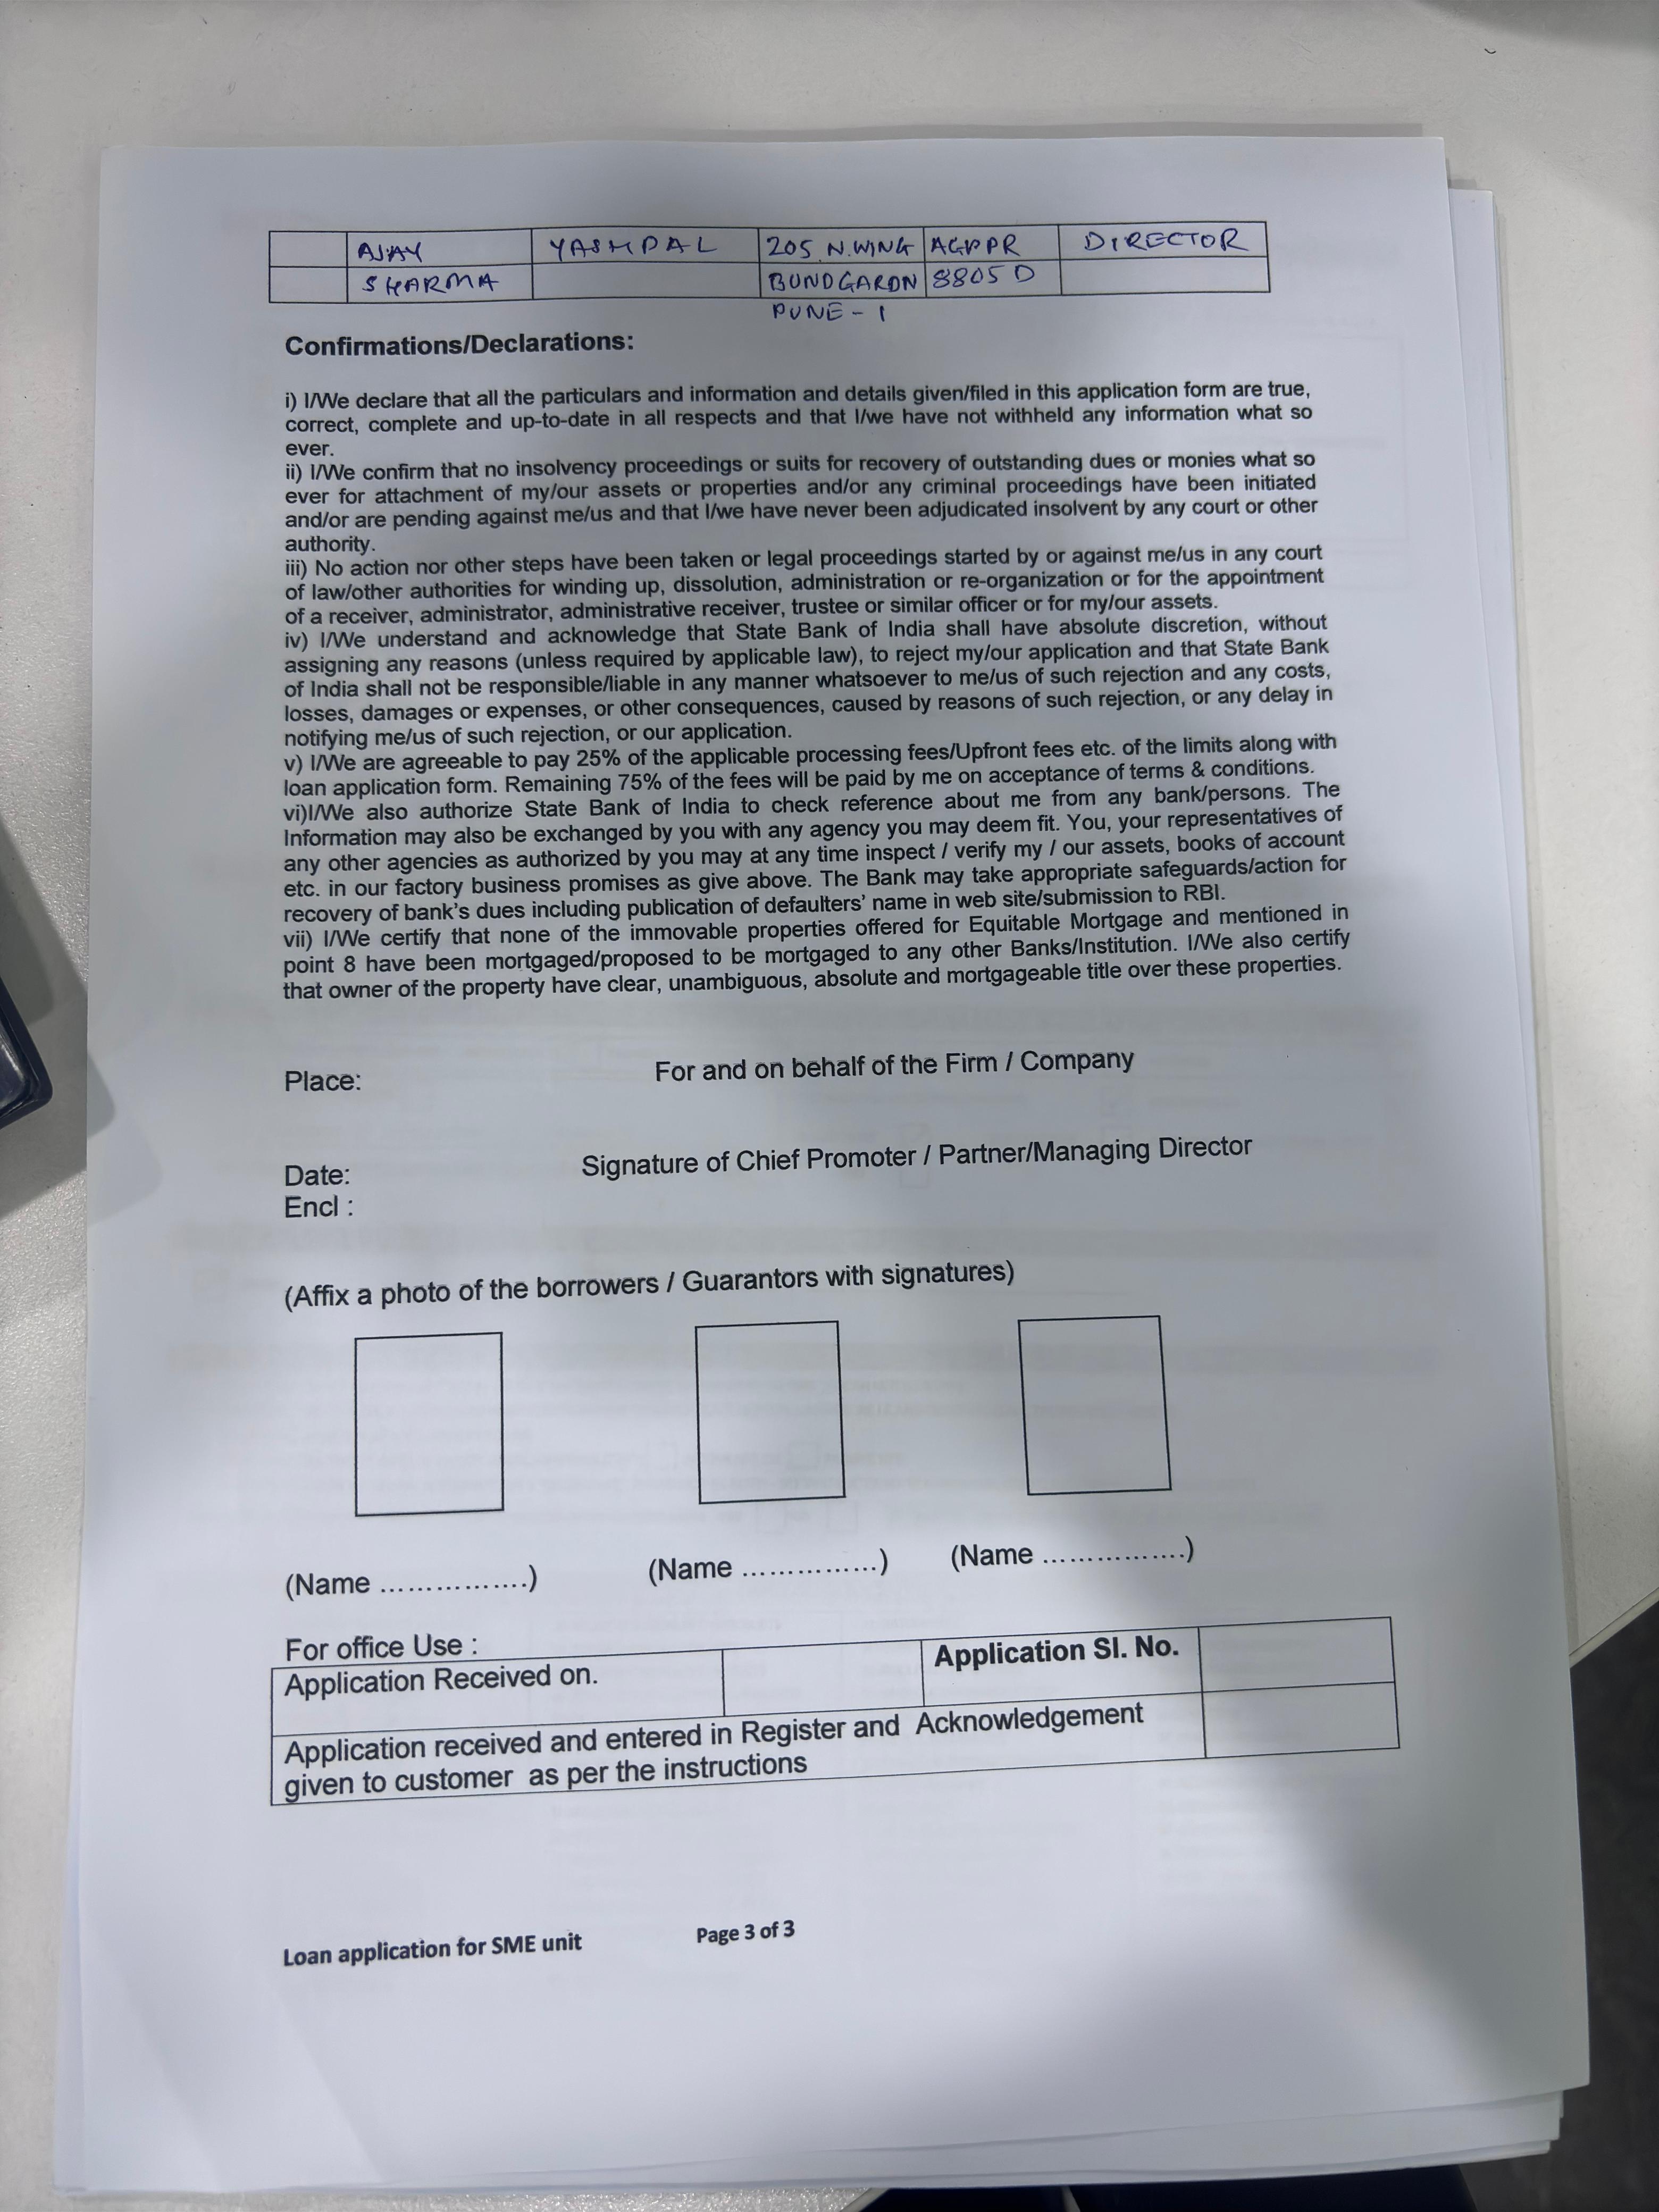 AJAY YASHPAL 205, N.WING AGPPR DIRECTOR
SHARMA BUNDGARDN 8805D
PUNE - 1
Confirmations/Declarations:
i) I/We declare that all the particulars and information and details given/filed in this application form are true,
correct, complete and up-to-date in all respects and that I/we have not withheld any information what so
ever.
ii) I/We confirm that no insolvency proceedings or suits for recovery of outstanding dues or monies what so
ever for attachment of my/our assets or properties and/or any criminal proceedings have been initiated
and/or are pending against me/us and that I/we have never been adjudicated insolvent by any court or other
authority.
iii) No action nor other steps have been taken or legal proceedings started by or against me/us in any court
of law/other authorities for winding up, dissolution, administration or re-organization or for the appointment
of a receiver, administrator, administrative receiver, trustee or similar officer or for my/our assets.
iv) I/We understand and acknowledge that State Bank of India shall have absolute discretion, without
assigning any reasons (unless required by applicable law), to reject my/our application and that State Bank
of India shall not be responsible/liable in any manner whatsoever to me/us of such rejection and any costs,
losses, damages or expenses, or other consequences, caused by reasons of such rejection, or any delay in
notifying me/us of such rejection, or our application.
v) I/We are agreeable to pay 25% of the applicable processing fees/Upfront fees etc. of the limits along with
loan application form. Remaining 75% of the fees will be paid by me on acceptance of terms & conditions.
vi)I/We also authorize State Bank of India to check reference about me from any bank/persons. The
Information may also be exchanged by you with any agency you may deem fit. You, your representatives of
any other agencies as authorized by you may at any time inspect / verify my / our assets, books of account
etc. in our factory business promises as give above. The Bank may take appropriate safeguards/action for
recovery of bank's dues including publication of defaulters' name in web site/submission to RBI.
vii) I/We certify that none of the immovable properties offered for Equitable Mortgage and mentioned in
point 8 have been mortgaged/proposed to be mortgaged to any other Banks/Institution. I/We also certify
that owner of the property have clear, unambiguous, absolute and mortgageable title over these properties.
Place: For and on behalf of the Firm / Company
Date: Signature of Chief Promoter / Partner/Managing Director
Encl :
(Affix a photo of the borrowers / Guarantors with signatures)
(Name ................) (Name ...............) (Name ................)
For office Use :
Application Received on. Application Sl. No.
Application received and entered in Register and Acknowledgement
given to customer as per the instructions
Loan application for SME unit Page 3 of 3